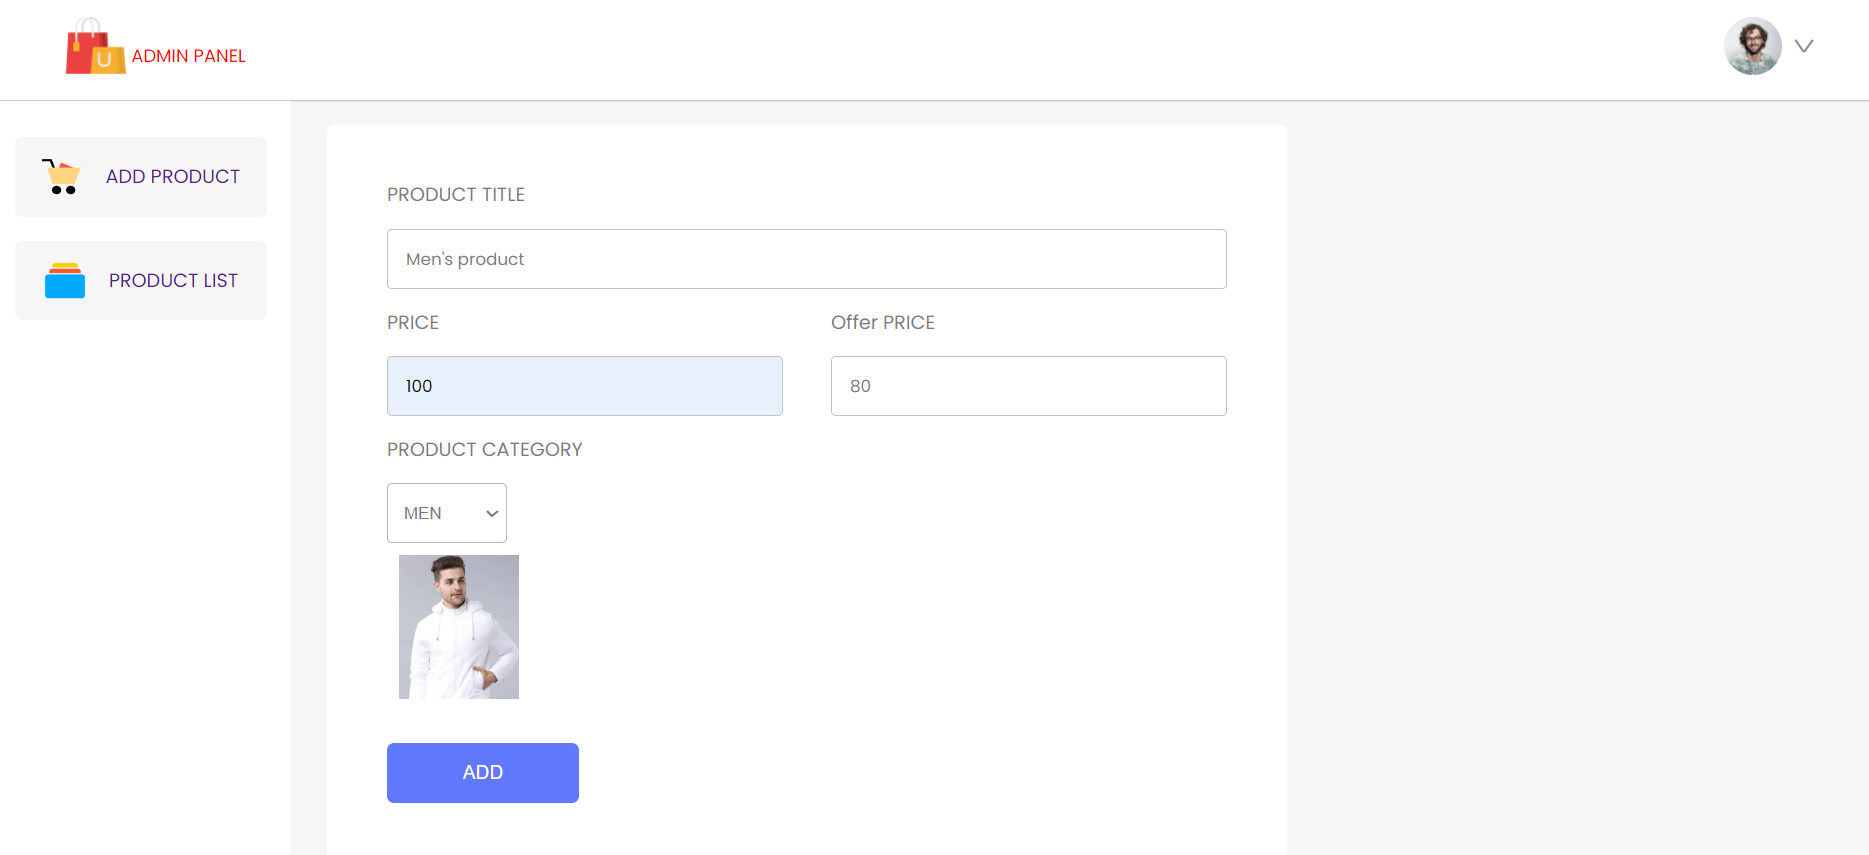 U
ADMIN PANEL
ADD PRODUCT
PRODUCT LIST
PRODUCT TITLE
Men's product
PRICE
Offer PRICE
100
80
PRODUCT CATEGORY
MEN
ADD